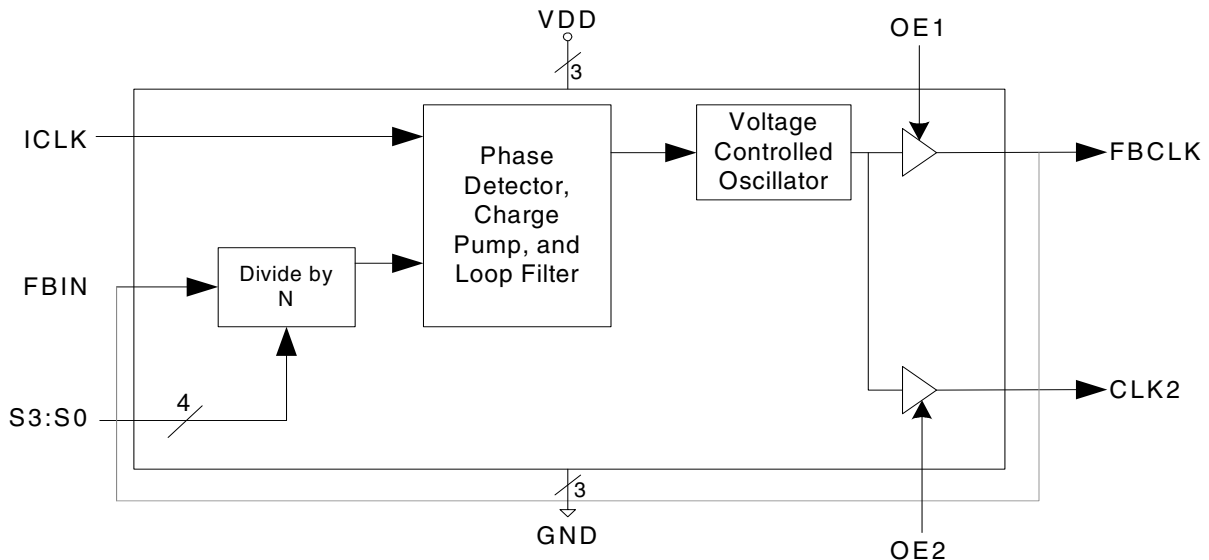 VDD
3
OE1
ICLK
Phase
Detector,
Charge
Pump, and
Loop Filter
Voltage
Controlled
Oscillator
FBCLK
FBIN
Divide by
N
S3:S0
4
CLK2
3
GND
OE2